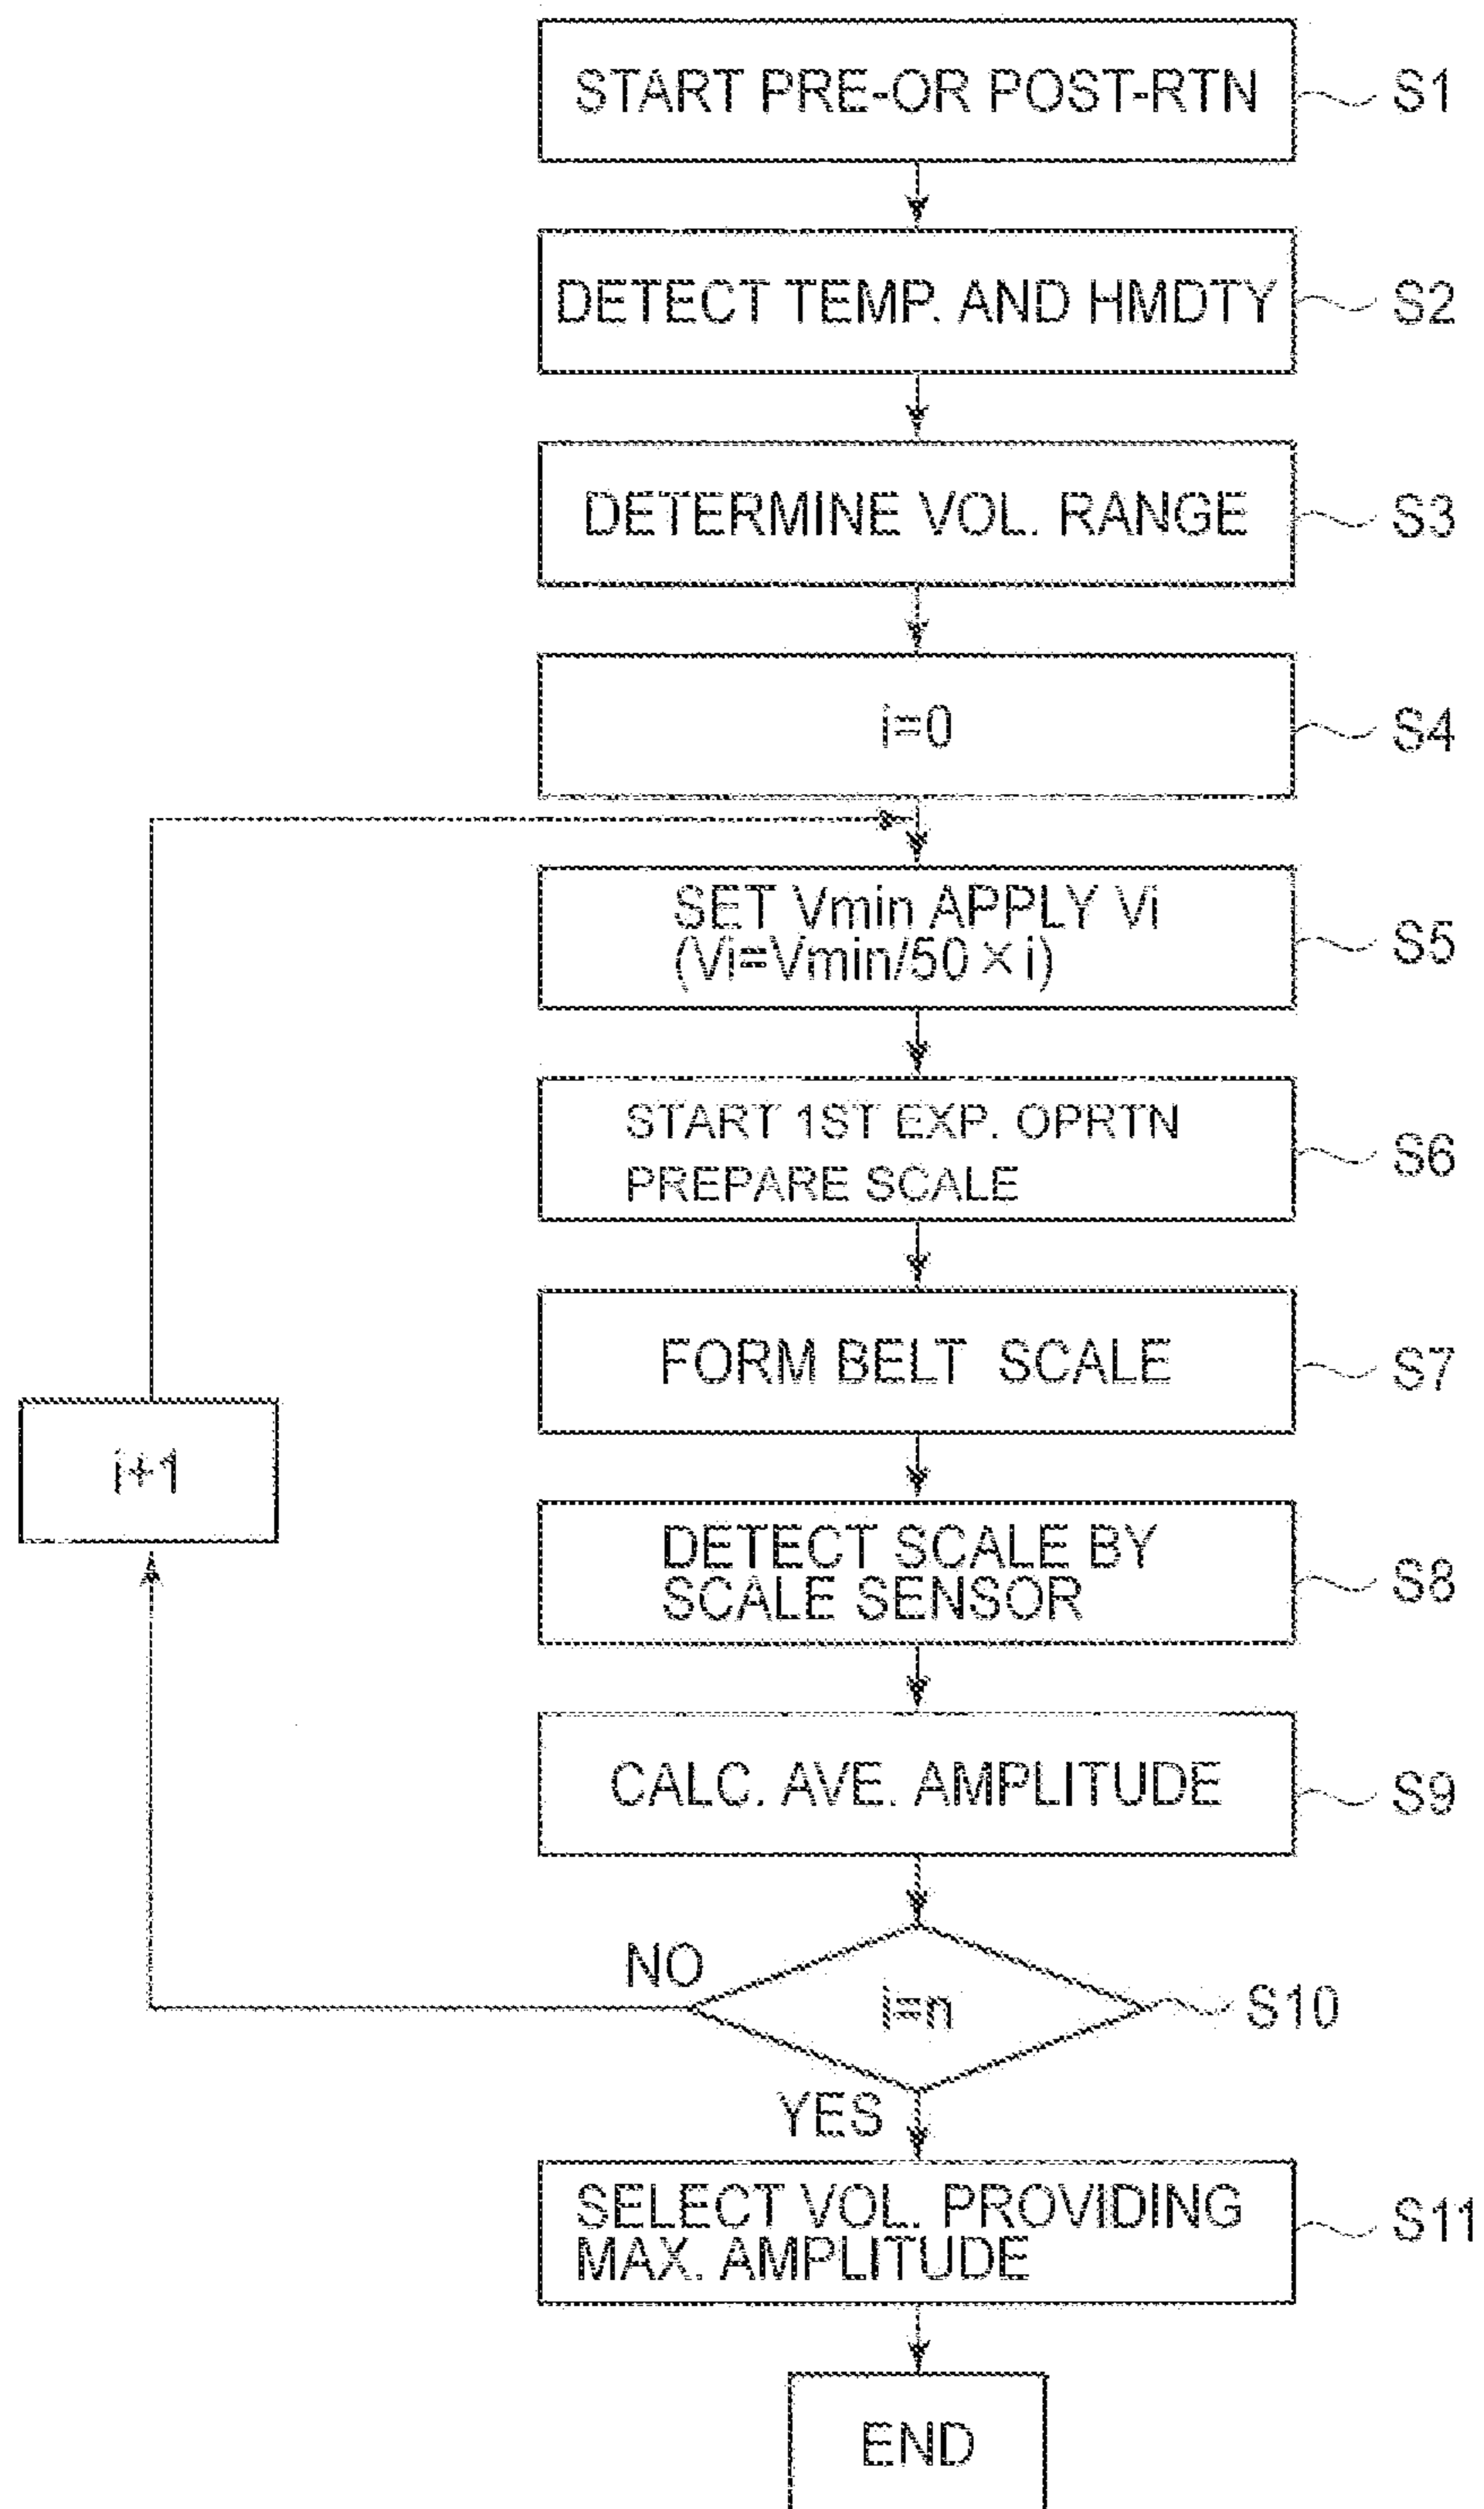 START PRE-OR POST-RTN
S1
DETECT TEMP. AND HMDTY
S2
DETERMINE VOL. RANGE
S3
i=0
S4
SET Vmin APPLY Vi
(Vi=Vmin/50×i)
S5
START 1ST EXP. OPRTN
PREPARE SCALE
S6
FORM BELT SCALE
S7
i+1
DETECT SCALE BY
SCALE SENSOR
S8
CALC. AVE. AMPLITUDE
S9
NO
i=n
S10
YES
SELECT VOL. PROVIDING
MAX. AMPLITUDE
S11
END